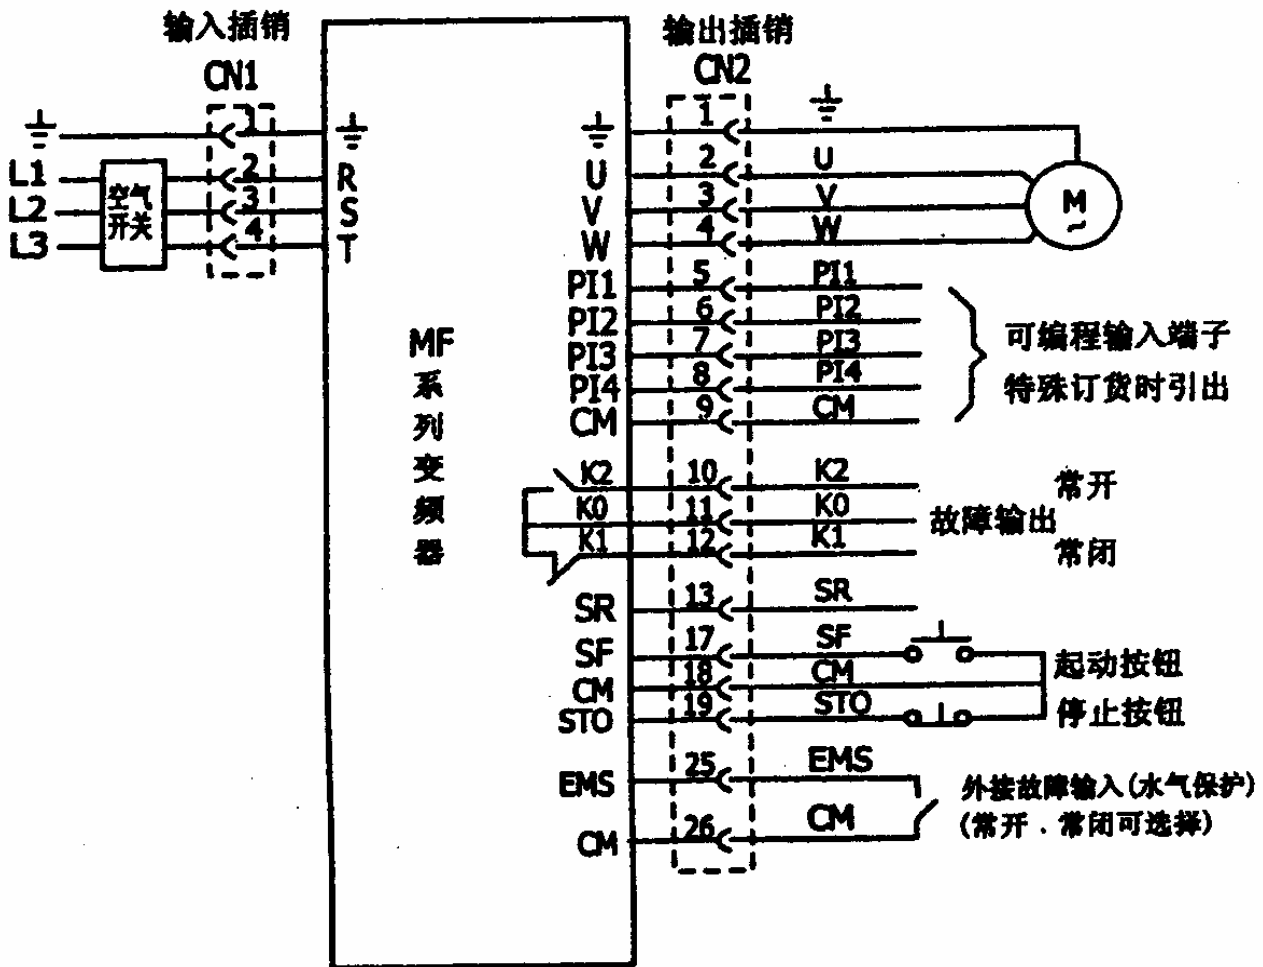 输入插销
CN1
1
L1
L2
L3
空气
开关
2
3
4
R
S
T
MF
系
列
变
频
器
U
V
W
PI1
PI2
PI3
PI4
CM
K2
K0
K1
SR
SF
CM
STO
EMS
CM
输出插销
CN2
1
2
3
4
5
6
7
8
9
10
11
12
13
17
18
19
25
26
U
V
W
M
~
PI1
PI2
PI3
PI4
CM
可编程输入端子
特殊订货时引出
K2
K0
K1
常开
故障输出
常闭
SR
SF
CM
STO
起动按钮
停止按钮
EMS
CM
外接故障输入(水气保护)
(常开.常闭可选择)